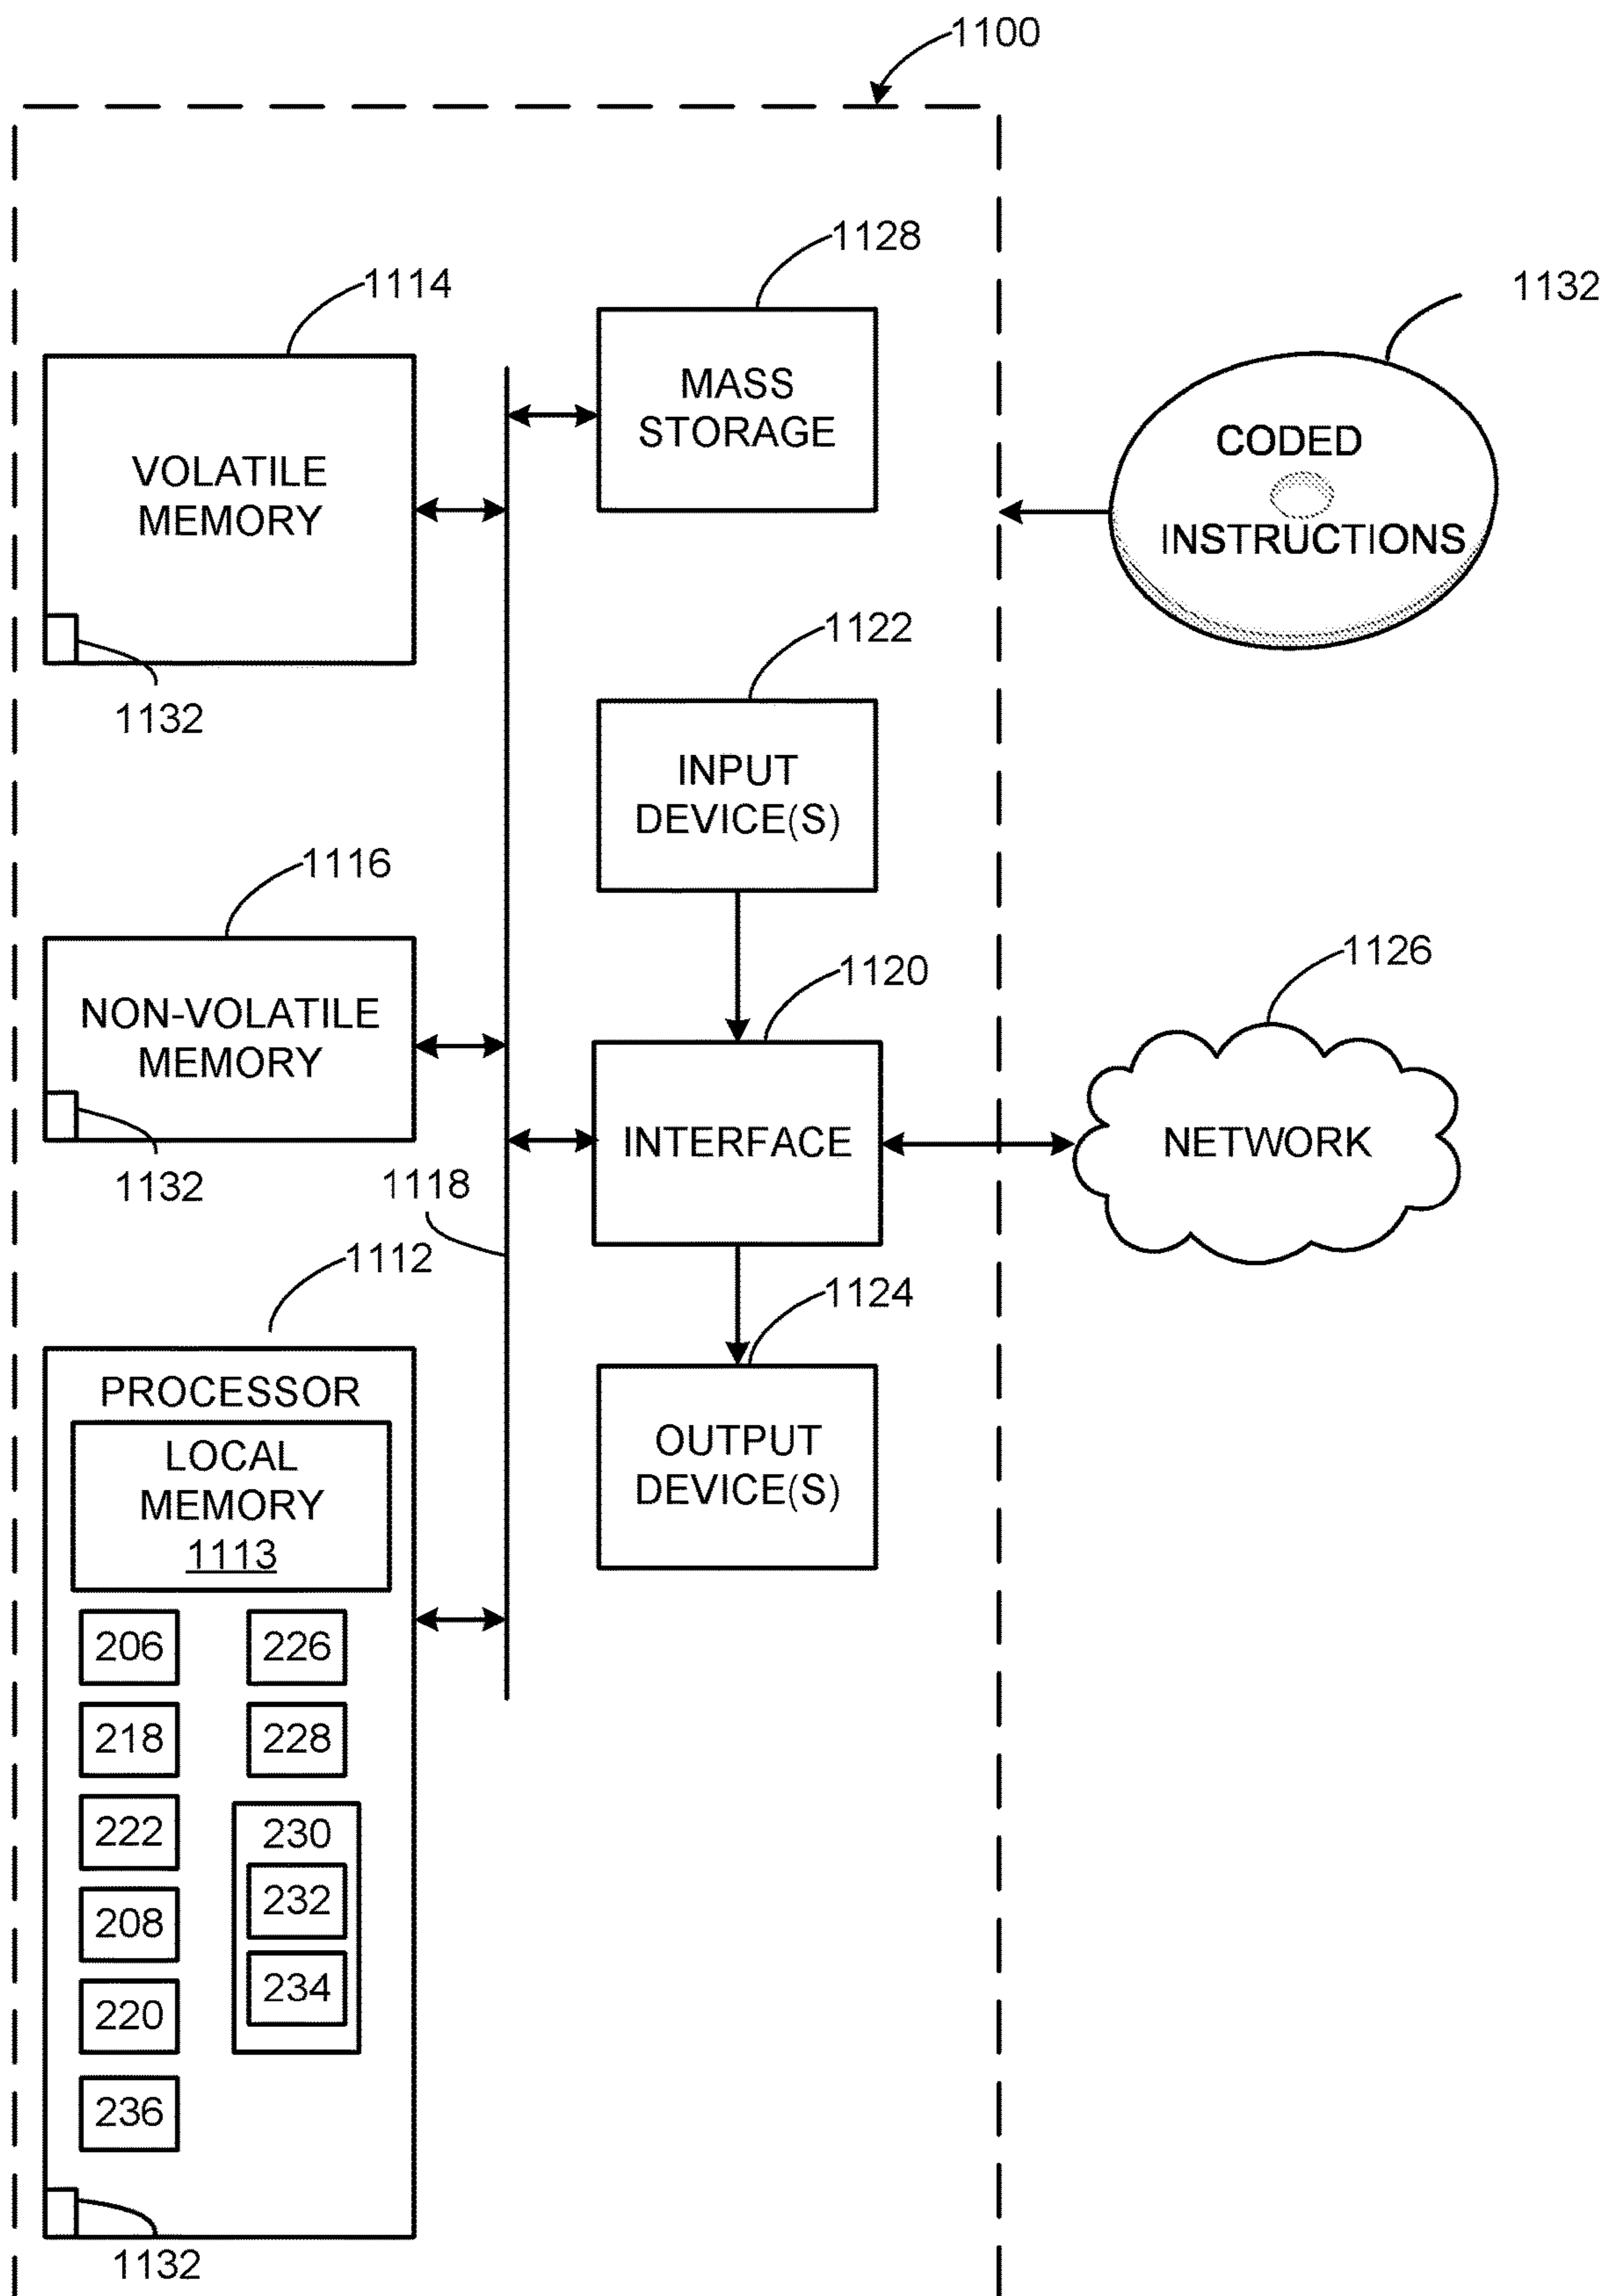 1100
1128
1114
1132
MASS
STORAGE
VOLATILE
MEMORY
CODED
INSTRUCTIONS
1122
1132
INPUT
DEVICE(S)
1116
1120
1126
NON-VOLATILE
MEMORY
INTERFACE
NETWORK
1132
1118
1112
1124
PROCESSOR
LOCAL
MEMORY
1113
OUTPUT
DEVICE(S)
206
226
218
228
222
230
232
208
234
220
236
1132